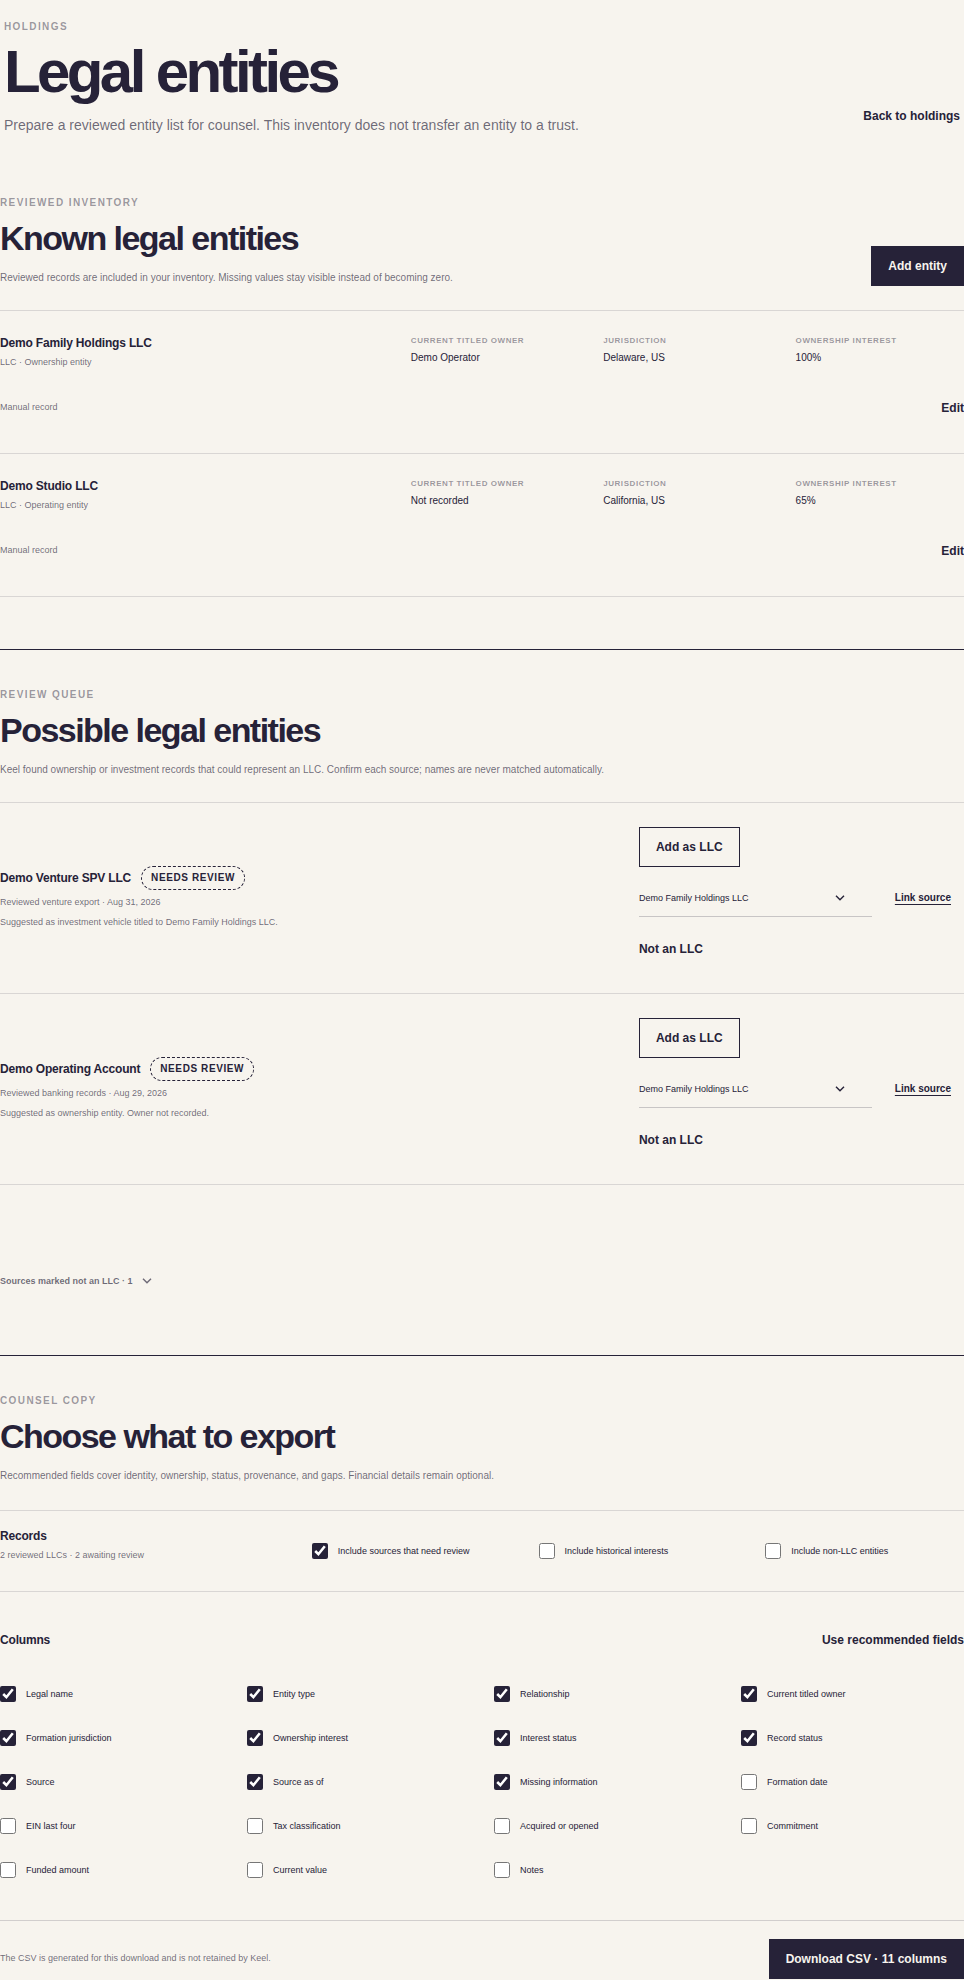 HOLDINGS
Legal entities
Prepare a reviewed entity list for counsel. This inventory does not transfer an entity to a trust.
Back to holdings
REVIEWED INVENTORY
Known legal entities
Reviewed records are included in your inventory. Missing values stay visible instead of becoming zero.
Add entity
Demo Family Holdings LLC
LLC · Ownership entity
CURRENT TITLED OWNER
Demo Operator
JURISDICTION
Delaware, US
OWNERSHIP INTEREST
100%
Manual record
Edit
Demo Studio LLC
LLC · Operating entity
CURRENT TITLED OWNER
Not recorded
JURISDICTION
California, US
OWNERSHIP INTEREST
65%
Manual record
Edit
REVIEW QUEUE
Possible legal entities
Keel found ownership or investment records that could represent an LLC. Confirm each source; names are never matched automatically.
Demo Venture SPV LLC
NEEDS REVIEW
Reviewed venture export · Aug 31, 2026
Suggested as investment vehicle titled to Demo Family Holdings LLC.
Add as LLC
Demo Family Holdings LLC
Link source
Not an LLC
Demo Operating Account
NEEDS REVIEW
Reviewed banking records · Aug 29, 2026
Suggested as ownership entity. Owner not recorded.
Add as LLC
Demo Family Holdings LLC
Link source
Not an LLC
Sources marked not an LLC · 1
COUNSEL COPY
Choose what to export
Recommended fields cover identity, ownership, status, provenance, and gaps. Financial details remain optional.
Records
2 reviewed LLCs · 2 awaiting review
Include sources that need review
Include historical interests
Include non-LLC entities
Columns
Use recommended fields
Legal name
Entity type
Relationship
Current titled owner
Formation jurisdiction
Ownership interest
Interest status
Record status
Source
Source as of
Missing information
Formation date
EIN last four
Tax classification
Acquired or opened
Commitment
Funded amount
Current value
Notes
The CSV is generated for this download and is not retained by Keel.
Download CSV · 11 columns